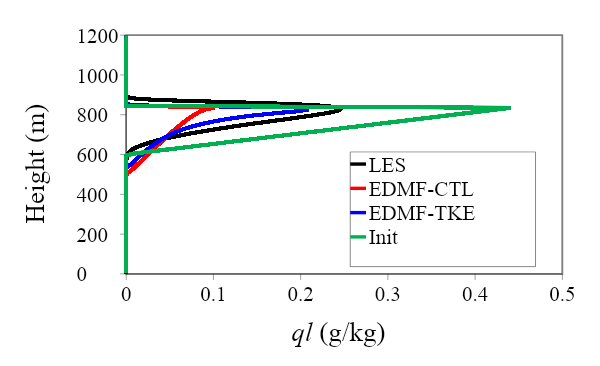 1200
1000
800
600
400
200
0
Height (m)
LES
EDMF-CTL
EDMF-TKE
Init
0 0.1 0.2 0.3 0.4 0.5
ql (g/kg)